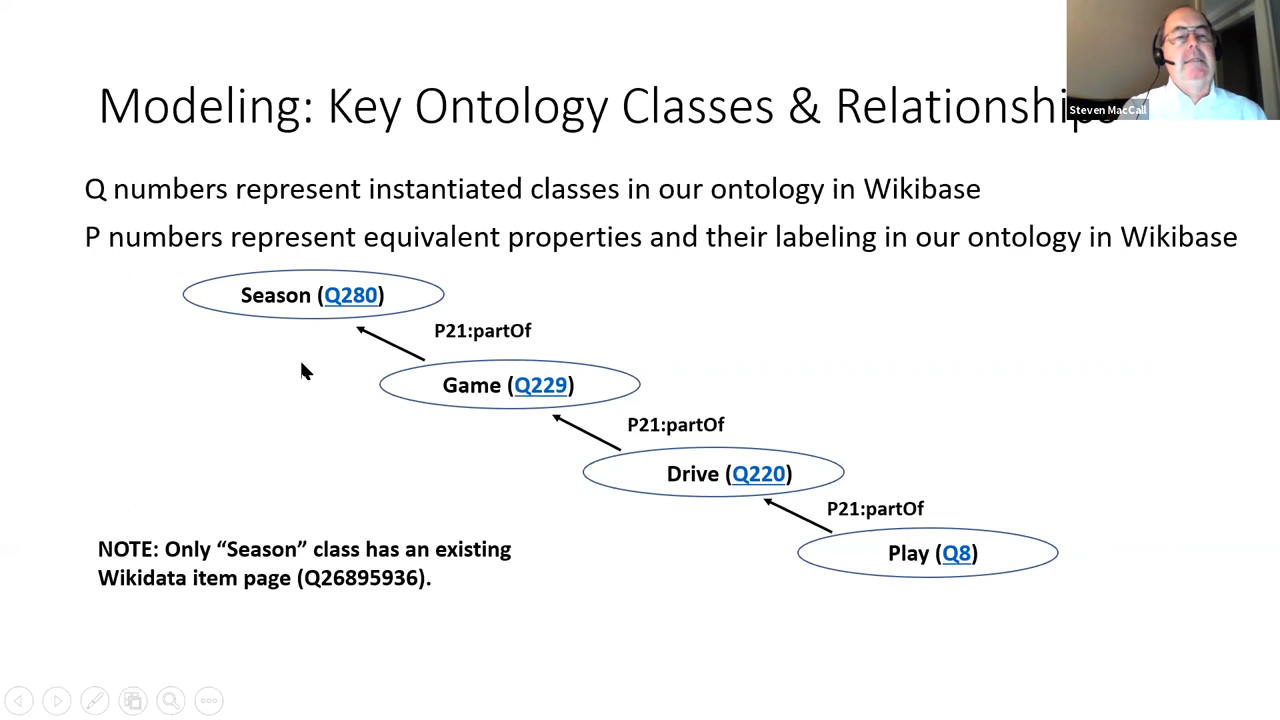 Modeling: Key Ontology Classes & Relationships
Steven MacCall
Q numbers represent instantiated classes in our ontology in Wikibase
P numbers represent equivalent properties and their labeling in our ontology in Wikibase
Season (Q280)
P21:partOf
Game (Q229)
P21:partOf
Drive (Q220)
P21:partOf
Play (Q8)
NOTE: Only “Season” class has an existing
Wikidata item page (Q26895936).